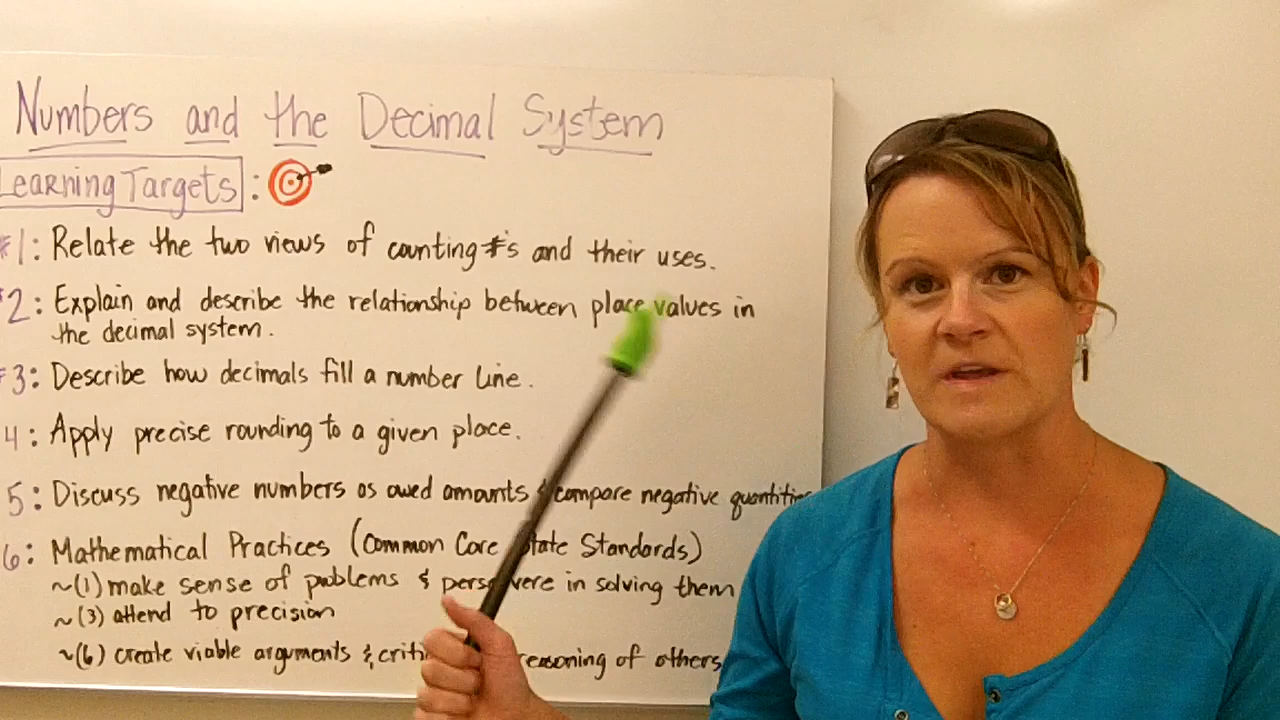 Numbers and the Decimal System
Learning Targets :
#1: Relate the two views of counting #'s and their uses.
#2: Explain and describe the relationship between place values in
the decimal system.
#3: Describe how decimals fill a number line.
4: Apply precise rounding to a given place.
5: Discuss negative numbers as owed amounts & compare negative quantities
6: Mathematical Practices (Common Core State Standards)
~(1) make sense of problems & persevere in solving them
~(3) attend to precision
~(6) create viable arguments & reasoning of others